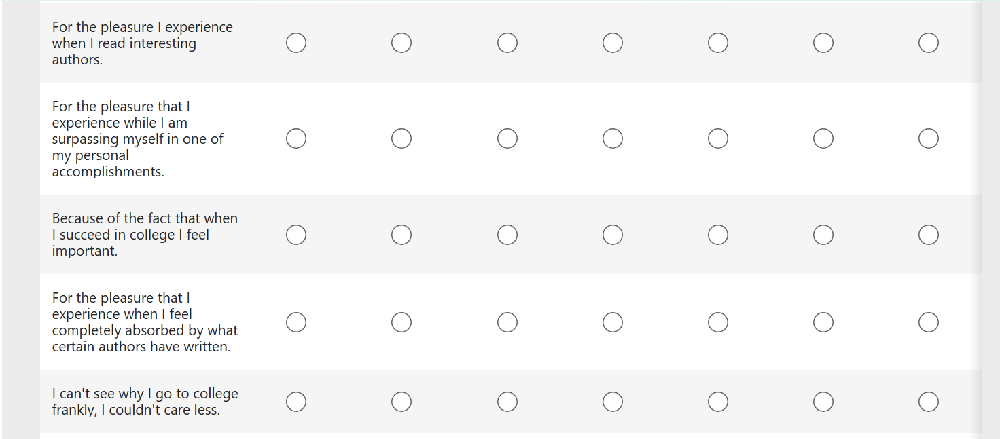 For the pleasure I experience
when I read interesting
authors.
For the pleasure that I
experience while I am
surpassing myself in one of
my personal
accomplishments.
Because of the fact that when
I succeed in college I feel
important.
For the pleasure that I
experience when I feel
completely absorbed by what
certain authors have written.
I can't see why I go to college
frankly, I couldn't care less.